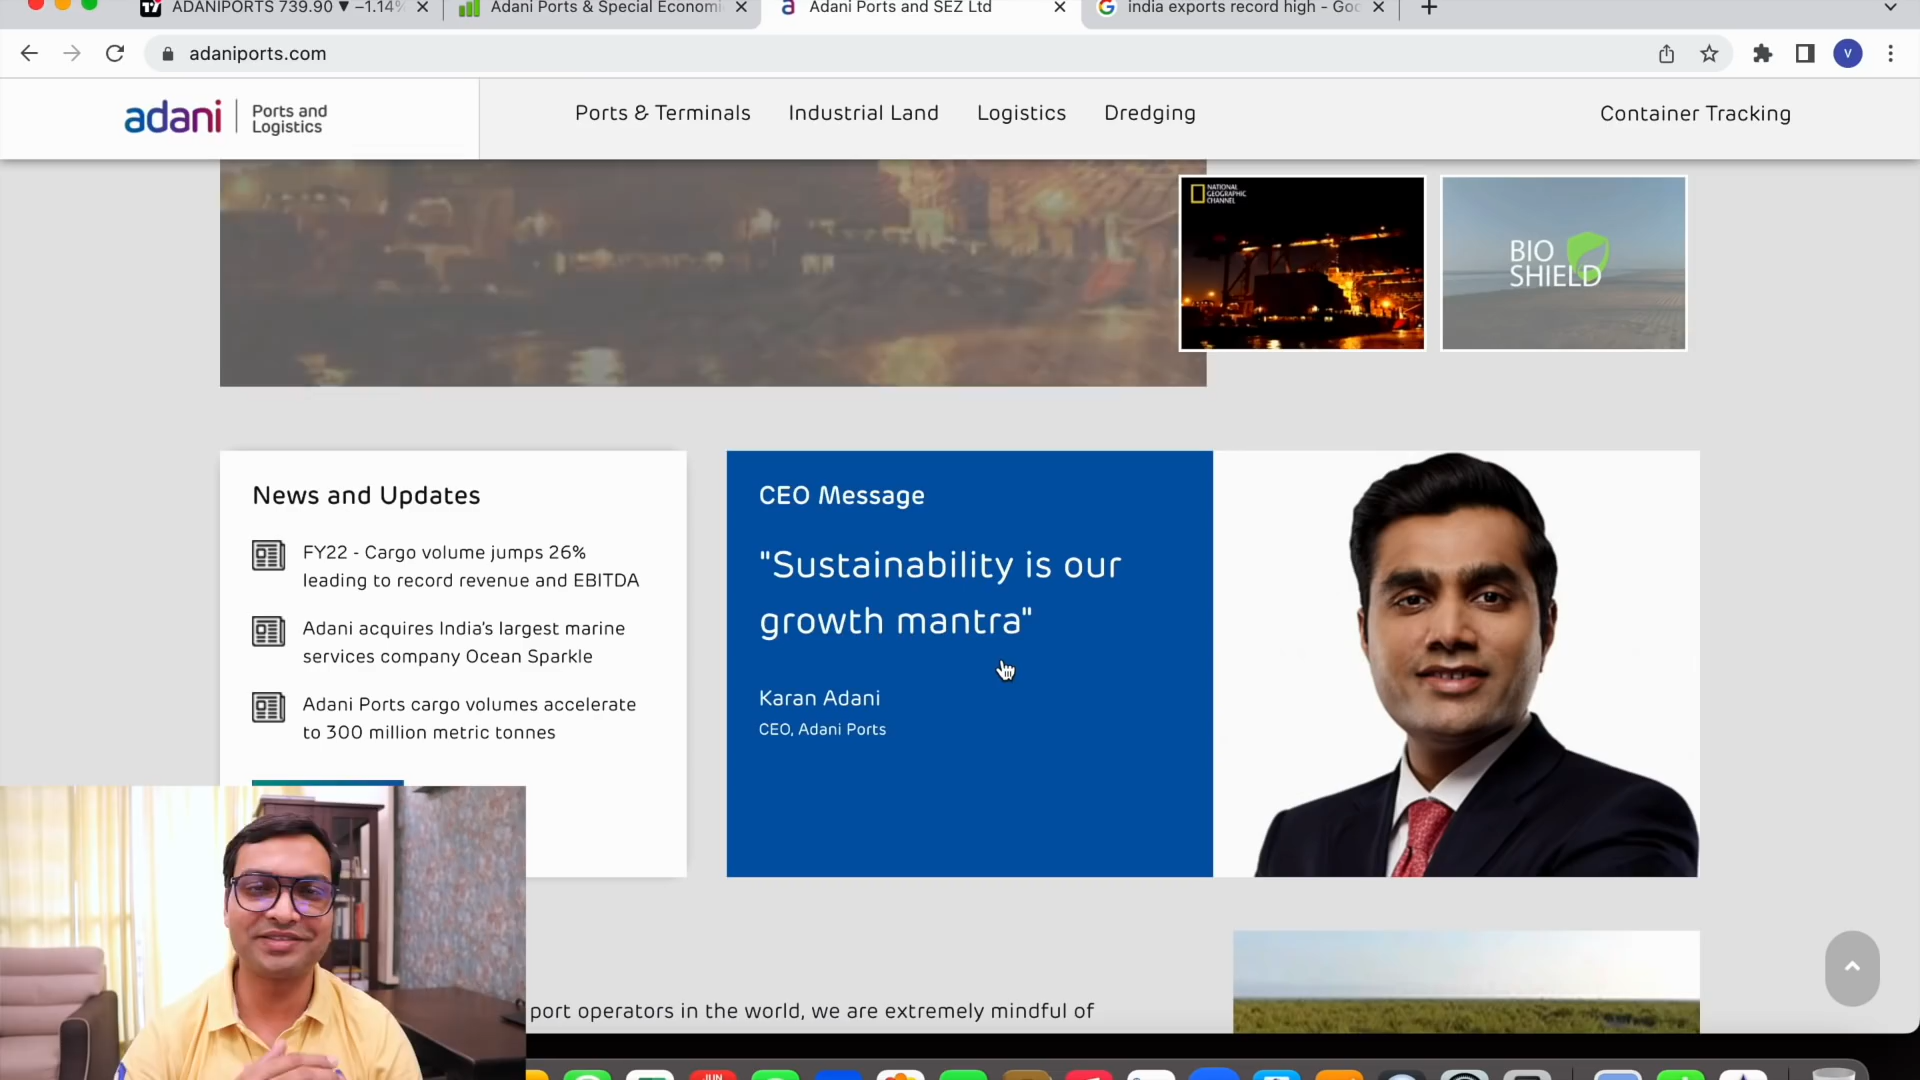 ADANIPORTS 739.90 ▼ −1.14%
Adani Ports & Special Economi
Adani Ports and SEZ Ltd
india exports record high - Goo
adaniports.com
V
adani | Ports and
Logistics
Ports & Terminals
Industrial Land
Logistics
Dredging
Container Tracking
NATIONAL
GEOGRAPHIC
CHANNEL
BIO
SHIELD
News and Updates
FY22 - Cargo volume jumps 26%
leading to record revenue and EBITDA
Adani acquires India's largest marine
services company Ocean Sparkle
Adani Ports cargo volumes accelerate
to 300 million metric tonnes
CEO Message
"Sustainability is our
growth mantra"
Karan Adani
CEO, Adani Ports
port operators in the world, we are extremely mindful of
JUN